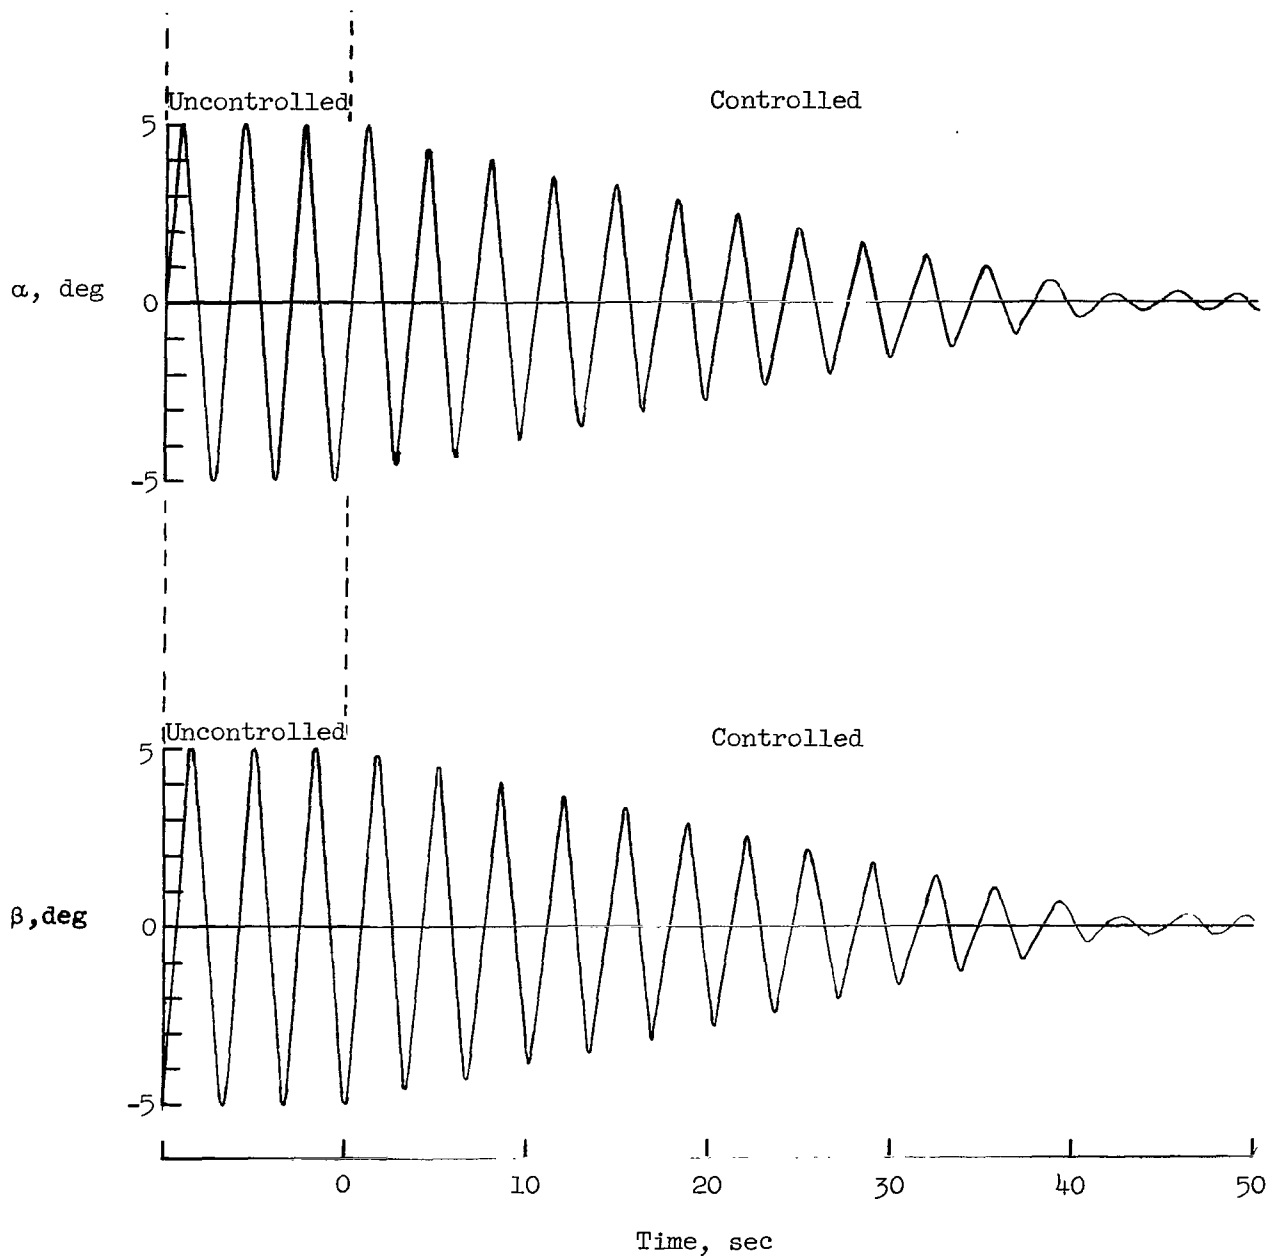 Uncontrolled
Controlled
5
α, deg
0
-5
Uncontrolled
Controlled
5
β,deg
0
-5
0 10 20 30 40 50
Time, sec